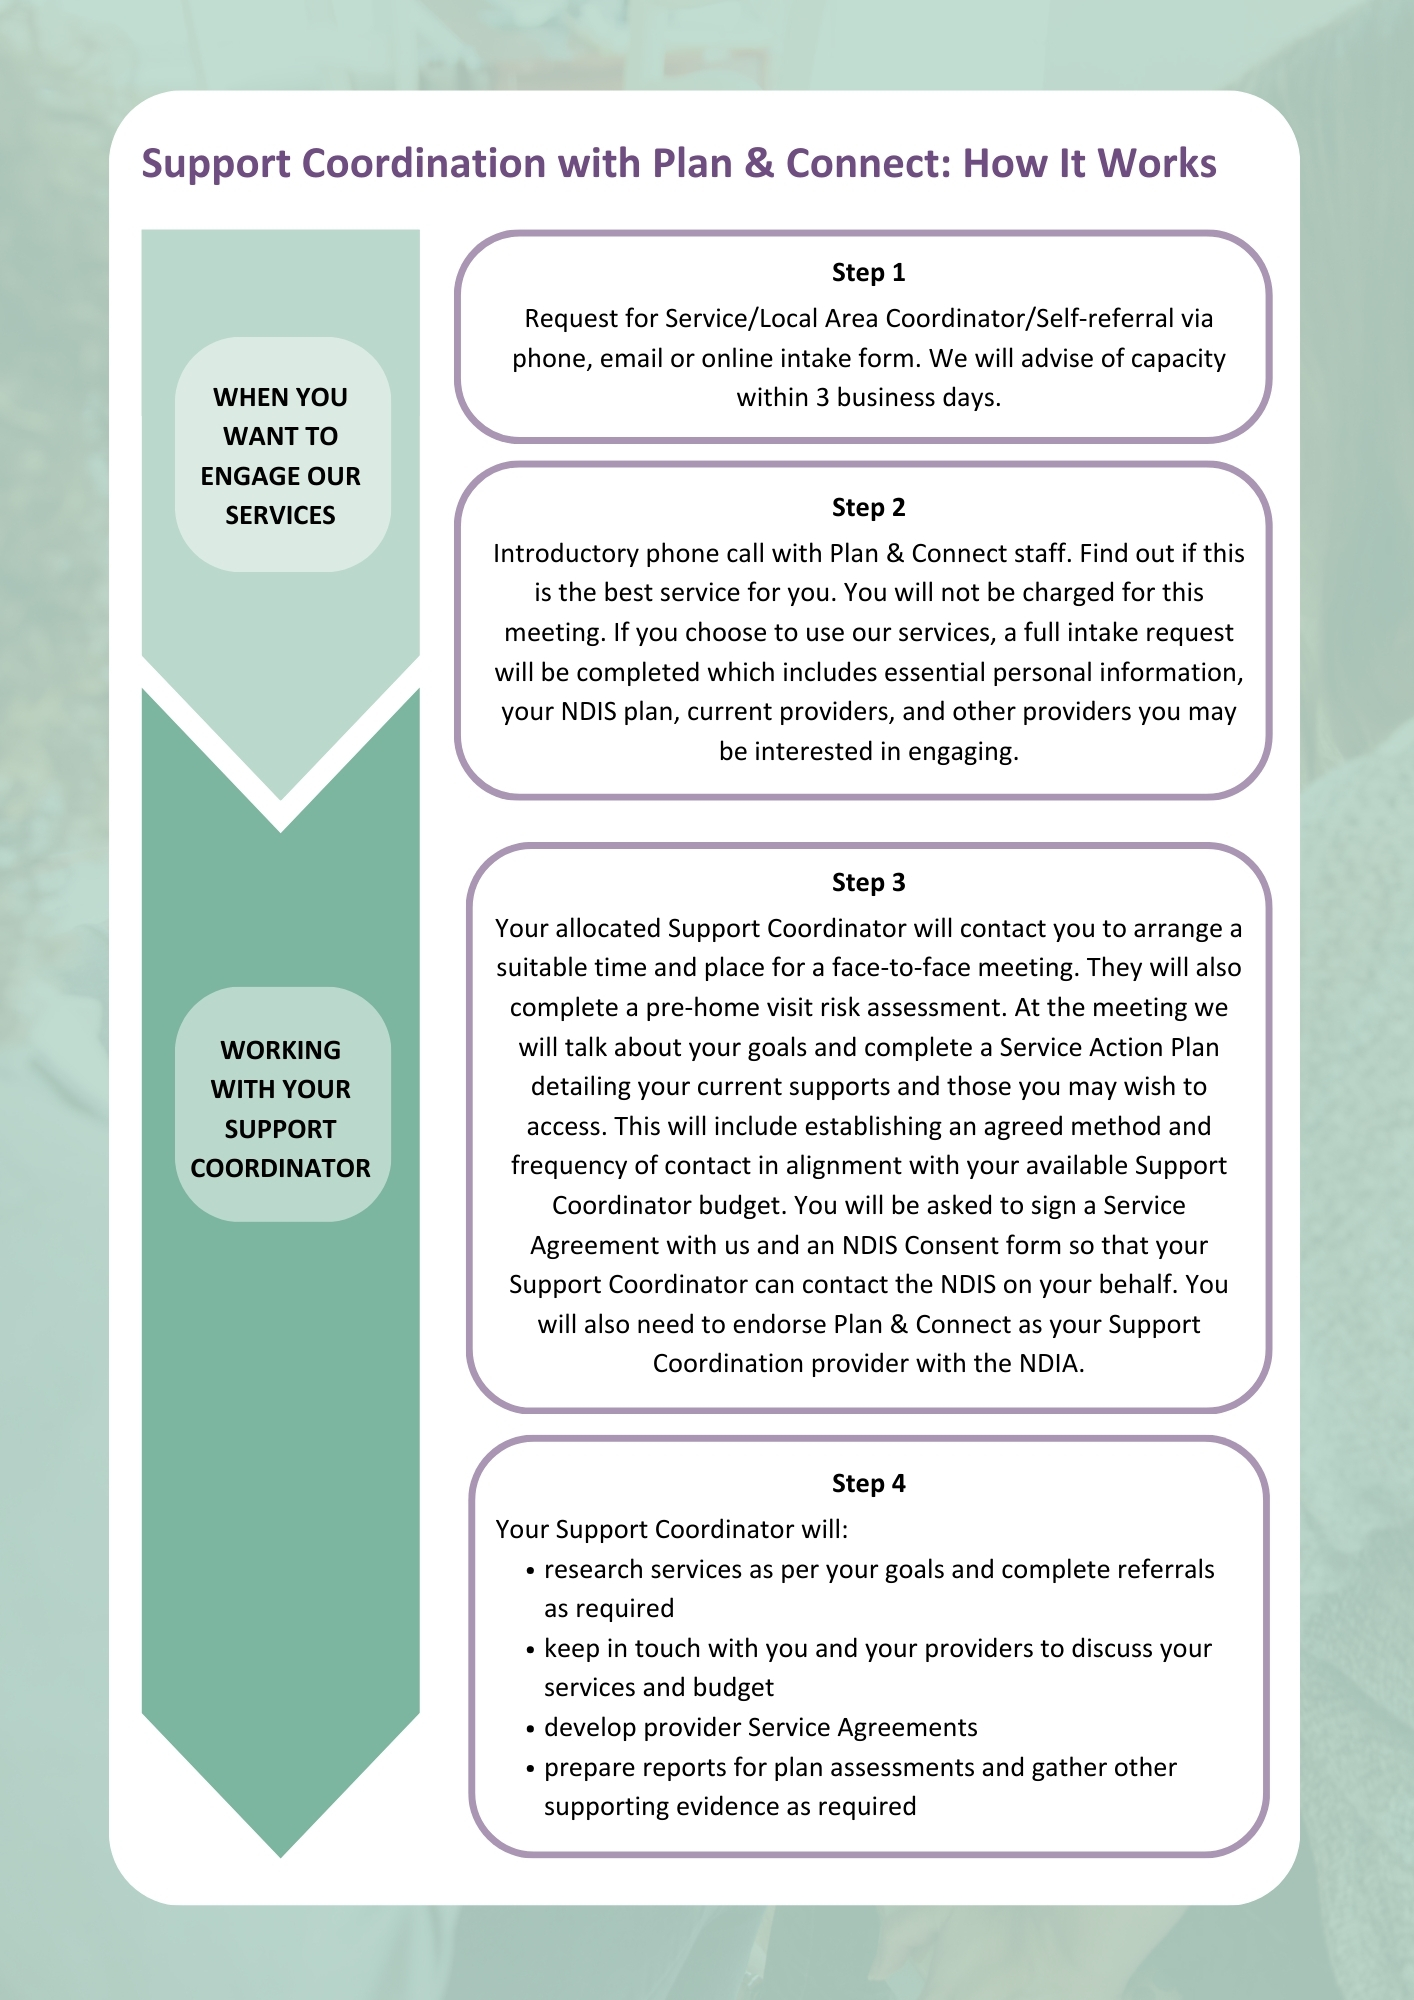 Support Coordination with Plan & Connect: How It Works
WHEN YOU
WANT TO
ENGAGE OUR
SERVICES
Step 1
Request for Service/Local Area Coordinator/Self-referral via
phone, email or online intake form. We will advise of capacity
within 3 business days.
Step 2
Introductory phone call with Plan & Connect staff. Find out if this
is the best service for you. You will not be charged for this
meeting. If you choose to use our services, a full intake request
will be completed which includes essential personal information,
your NDIS plan, current providers, and other providers you may
be interested in engaging.
WORKING
WITH YOUR
SUPPORT
COORDINATOR
Step 3
Your allocated Support Coordinator will contact you to arrange a
suitable time and place for a face-to-face meeting. They will also
complete a pre-home visit risk assessment. At the meeting we
will talk about your goals and complete a Service Action Plan
detailing your current supports and those you may wish to
access. This will include establishing an agreed method and
frequency of contact in alignment with your available Support
Coordinator budget. You will be asked to sign a Service
Agreement with us and an NDIS Consent form so that your
Support Coordinator can contact the NDIS on your behalf. You
will also need to endorse Plan & Connect as your Support
Coordination provider with the NDIA.
Step 4
Your Support Coordinator will:
• research services as per your goals and complete referrals
as required
• keep in touch with you and your providers to discuss your
services and budget
• develop provider Service Agreements
• prepare reports for plan assessments and gather other
supporting evidence as required